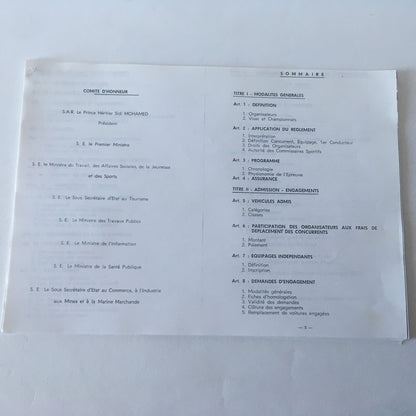 COMITE D'HONNEUR
S.A.R. Le Prince Héritier Sidi MOHAMED
Président
S. E. le Premier Ministre
S. E. le Ministre du Travail, des Affaires Sociales, de la Jeunesse
et des Sports
S. E. Le Sous Secrétaire d'Etat au Tourisme
S. E. Le Ministre des Travaux Publics
S. E. Le Ministre de l'Information
S. E. Le Ministre de la Santé Publique
S. E. Le Sous Secrétaire d'Etat au Commerce, à l'Industrie
aux Mines et à la Marine Marchande
SOMMAIRE
TITRE I - MODALITES GENERALES
Art. 1 - DEFINITION
1 Organisateurs
2 Visas et Championnats
Art. 2 - APPLICATION DU REGLEMENT
1 Interprétation
2 Définition Concurrent, Equipage, 1er Conducteur
3 Droits des Organisateurs
4 Autorité des Commissaires Sportifs
Art. 3 - PROGRAMME
1 Chronologie
2 Physionomie de l'Epreuve
Art. 4 - ASSURANCE
TITRE II - ADMISSION - ENGAGEMENTS
Art. 5 : VEHICULES ADMIS
1 Catégories
2 Classes
Art. 6 : PARTICIPATION DES ORGANISATEURS AUX FRAIS DE
DEPLACEMENT DES CONCURRENTS
1 Montant
2 Paiement
Art. 7 : EQUIPAGES INDEPENDANTS
1 Définition
2 Inscription
Art. 8 : DEMANDES D'ENGAGEMENT
1 Modalités générales
2 Fiches d'homologation
3 Validité des demandes
4 Clôture des engagements
5 Remplacement de voitures engagées